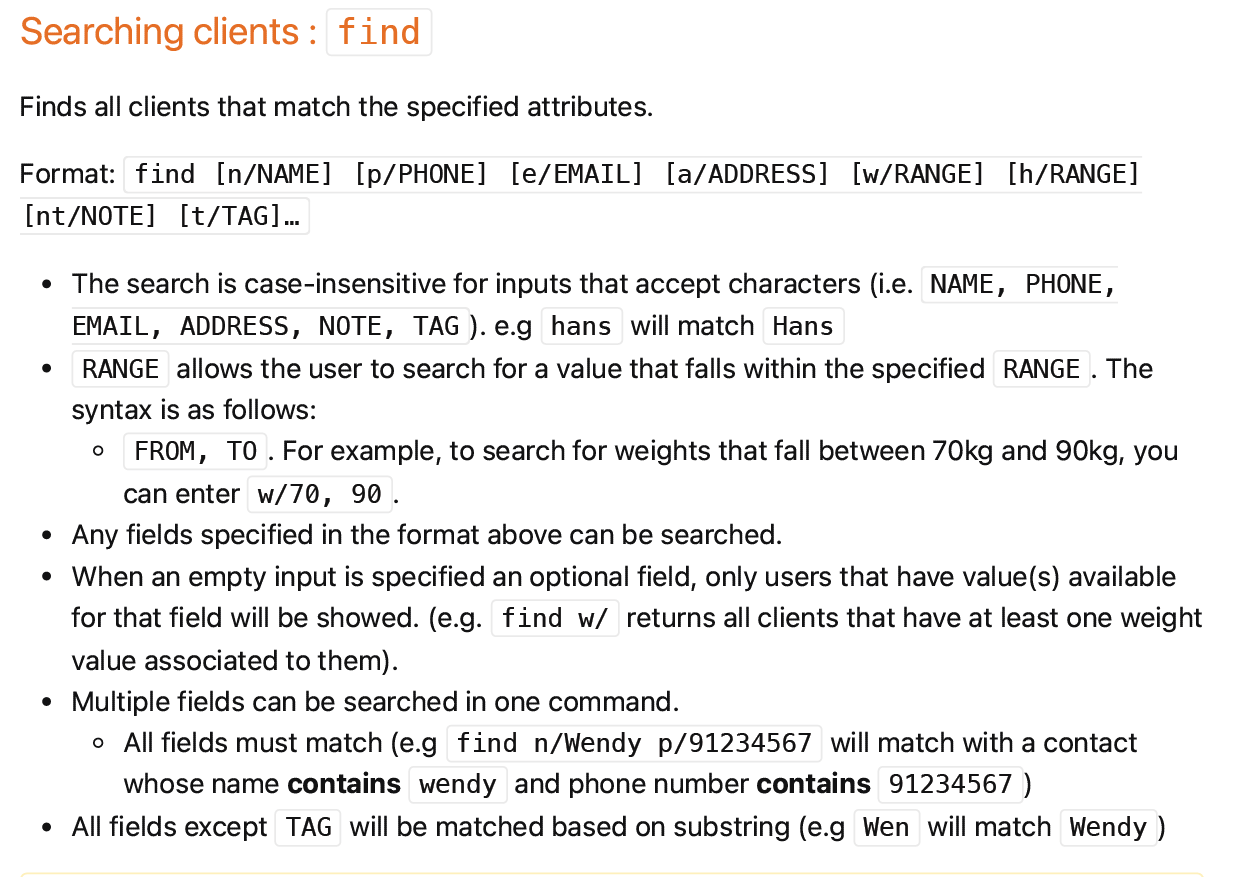 Searching clients : find
Finds all clients that match the specified attributes.
Format: find [n/NAME] [p/PHONE] [e/EMAIL] [a/ADDRESS] [w/RANGE] [h/RANGE]
[nt/NOTE] [t/TAG]…
• The search is case-insensitive for inputs that accept characters (i.e. NAME, PHONE,
EMAIL, ADDRESS, NOTE, TAG). e.g hans will match Hans
• RANGE allows the user to search for a value that falls within the specified RANGE. The
syntax is as follows:
◦ FROM, TO. For example, to search for weights that fall between 70kg and 90kg, you
can enter w/70, 90.
• Any fields specified in the format above can be searched.
• When an empty input is specified an optional field, only users that have value(s) available
for that field will be showed. (e.g. find w/ returns all clients that have at least one weight
value associated to them).
• Multiple fields can be searched in one command.
◦ All fields must match (e.g find n/Wendy p/91234567 will match with a contact
whose name contains wendy and phone number contains 91234567)
• All fields except TAG will be matched based on substring (e.g Wen will match Wendy)